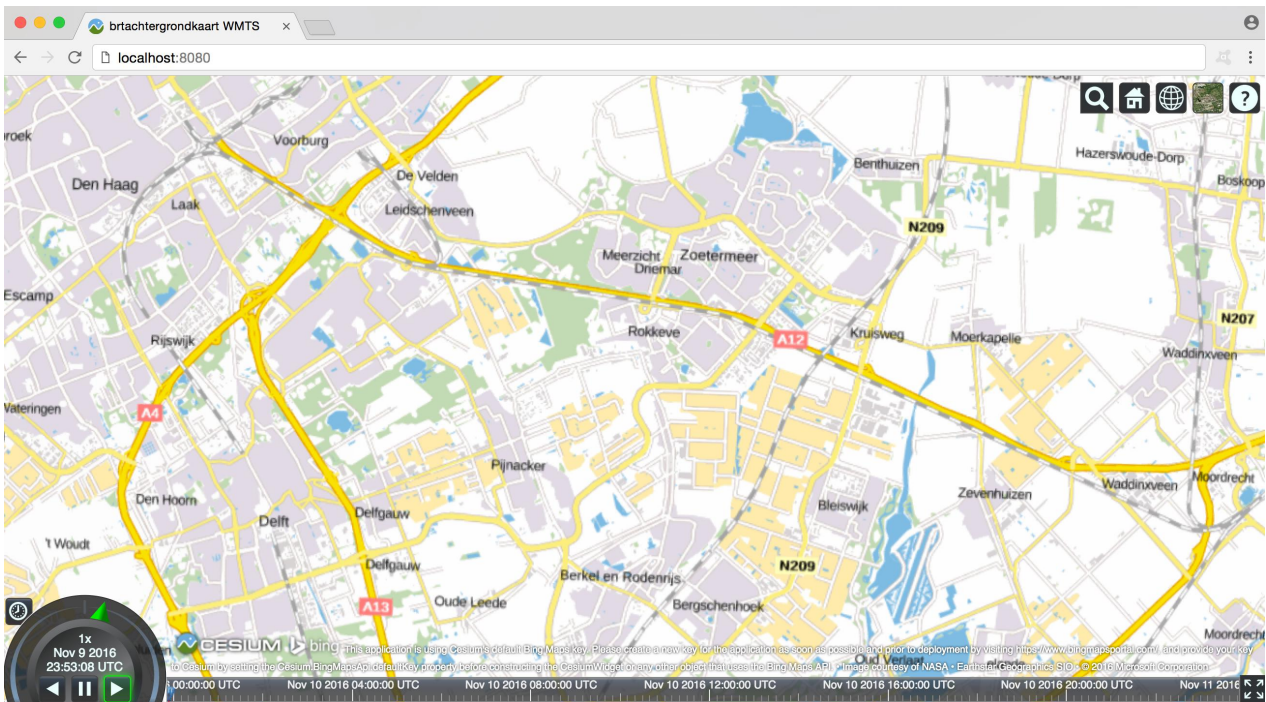 brtachtergrondkaart WMTS
localhost:8080
Voorburg
De Velden
Den Haag
Laak
Leidschenveen
Benthuizen
Hazerswoude-Dorp
Boskoop
N209
Meerzicht
Zoetermeer
Driemar
Escamp
Rijswijk
Rokkeve
A12
Kruisweg
Moerkapelle
N207
Waddinxveen
Wateringen
A4
Pijnacker
Den Hoorn
Delft
Delfgauw
Bleiswijk
Zevenhuizen
Waddinxveen
Moordrecht
't Woudt
Delfgauw
Berkel en Rodenrijs
N209
A13
Oude Leede
Bergschenhoek
Moordrecht
1x
Nov 9 2016
23:53:08 UTC
CESIUM bing This application is using Cesium's default Bing Maps key. Please create a new key for the application as soon as possible and prior to deployment by visiting https://www.bingmapsportal.com/, and provide your key
to Cesium by setting the Cesium.BingMapsApi.defaultKey property before constructing the CesiumWidget or any other object that uses the Bing Maps API. • Image courtesy of NASA • Earthstar Geographics SIO • © 2016 Microsoft Corporation
00:00:00 UTC
Nov 10 2016 04:00:00 UTC
Nov 10 2016 08:00:00 UTC
Nov 10 2016 12:00:00 UTC
Nov 10 2016 16:00:00 UTC
Nov 10 2016 20:00:00 UTC
Nov 11 2016